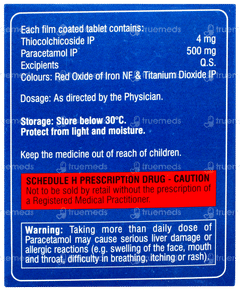 Each film coated tablet contains:
Thiocolchicoside IP 4 mg
Paracetamol IP 500 mg
Excipients Q.S.
Colours: Red Oxide of Iron NF & Titanium Dioxide IP
Dosage: As directed by the Physician.
Storage: Store below 30°C.
Protect from light and moisture.
Keep the medicine out of reach of children.
SCHEDULE H PRESCRIPTION DRUG - CAUTION
Not to be sold by retail without the prescription of
a Registered Medical Practitioner.
Warning: Taking more than daily dose of
Paracetamol may cause serious liver damage or
allergic reactions (e.g. swelling of the face, mouth
and throat, difficulty in breathing, itching or rash).
truemeds